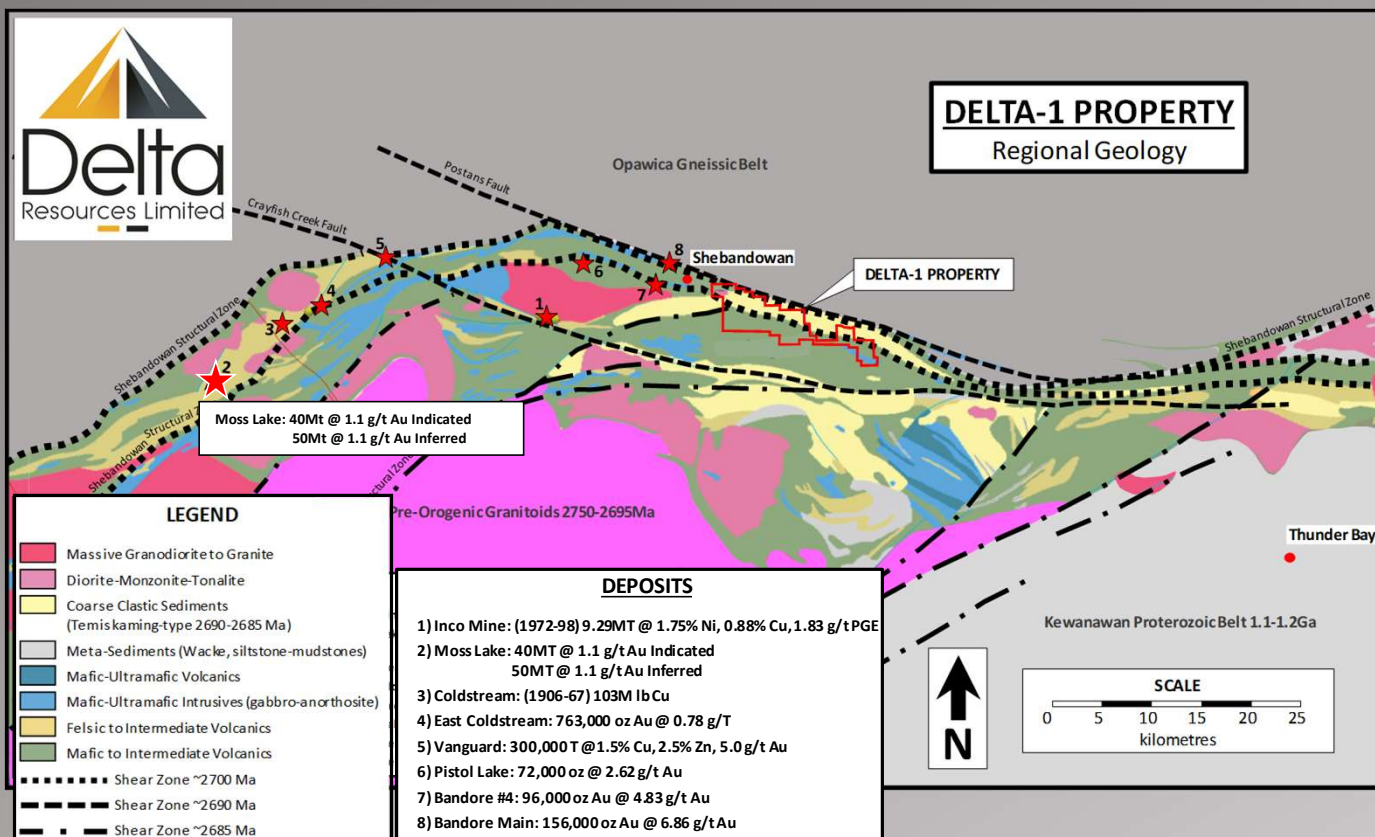 Delta
Resources Limited
DELTA-1 PROPERTY
Regional Geology
Opawica Gneissic Belt
Postans Fault
Crayfish Creek Fault
5
8
Shebandowan
6
DELTA-1 PROPERTY
7
4
1
3
Shebandowan Structural Zone
Shebandowan Structural Zone
2
Moss Lake: 40Mt @ 1.1 g/t Au Indicated
50Mt @ 1.1 g/t Au Inferred
Shebandowan Structural Z
ctural Zone
Pre-Orogenic Granitoids 2750-2695Ma
Thunder Bay
Kewanawan Proterozoic Belt 1.1-1.2Ga
LEGEND
Massive Granodiorite to Granite
Diorite-Monzonite-Tonalite
Coarse Clastic Sediments
(Temiskaming-type 2690-2685 Ma)
Meta-Sediments (Wacke, siltstone-mudstones)
Mafic-Ultramafic Volcanics
Mafic-Ultramafic Intrusives (gabbro-anorthosite)
Felsic to Intermediate Volcanics
Mafic to Intermediate Volcanics
Shear Zone ~2700 Ma
Shear Zone ~2690 Ma
Shear Zone ~2685 Ma
DEPOSITS
1) Inco Mine: (1972-98) 9.29MT @ 1.75% Ni, 0.88% Cu, 1.83 g/t PGE
2) Moss Lake: 40MT @ 1.1 g/t Au Indicated
50MT @ 1.1 g/t Au Inferred
3) Coldstream: (1906-67) 103M lb Cu
4) East Coldstream: 763,000 oz Au @ 0.78 g/T
5) Vanguard: 300,000 T @1.5% Cu, 2.5% Zn, 5.0 g/t Au
6) Pistol Lake: 72,000 oz @ 2.62 g/t Au
7) Bandore #4: 96,000 oz Au @ 4.83 g/t Au
8) Bandore Main: 156,000 oz Au @ 6.86 g/t Au
N
SCALE
0 5 10 15 20 25
kilometres